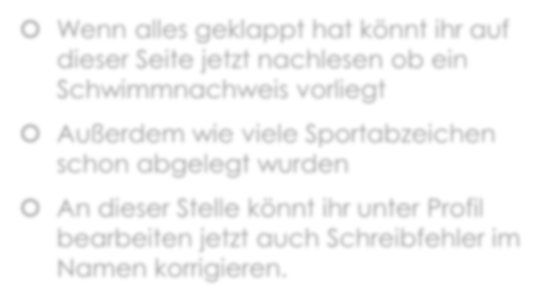 Wenn alles geklappt hat könnt ihr auf
dieser Seite jetzt nachlesen ob ein
Schwimmnachweis vorliegt
Außerdem wie viele Sportabzeichen
schon abgelegt wurden
An dieser Stelle könnt ihr unter Profil
bearbeiten jetzt auch Schreibfehler im
Namen korrigieren.